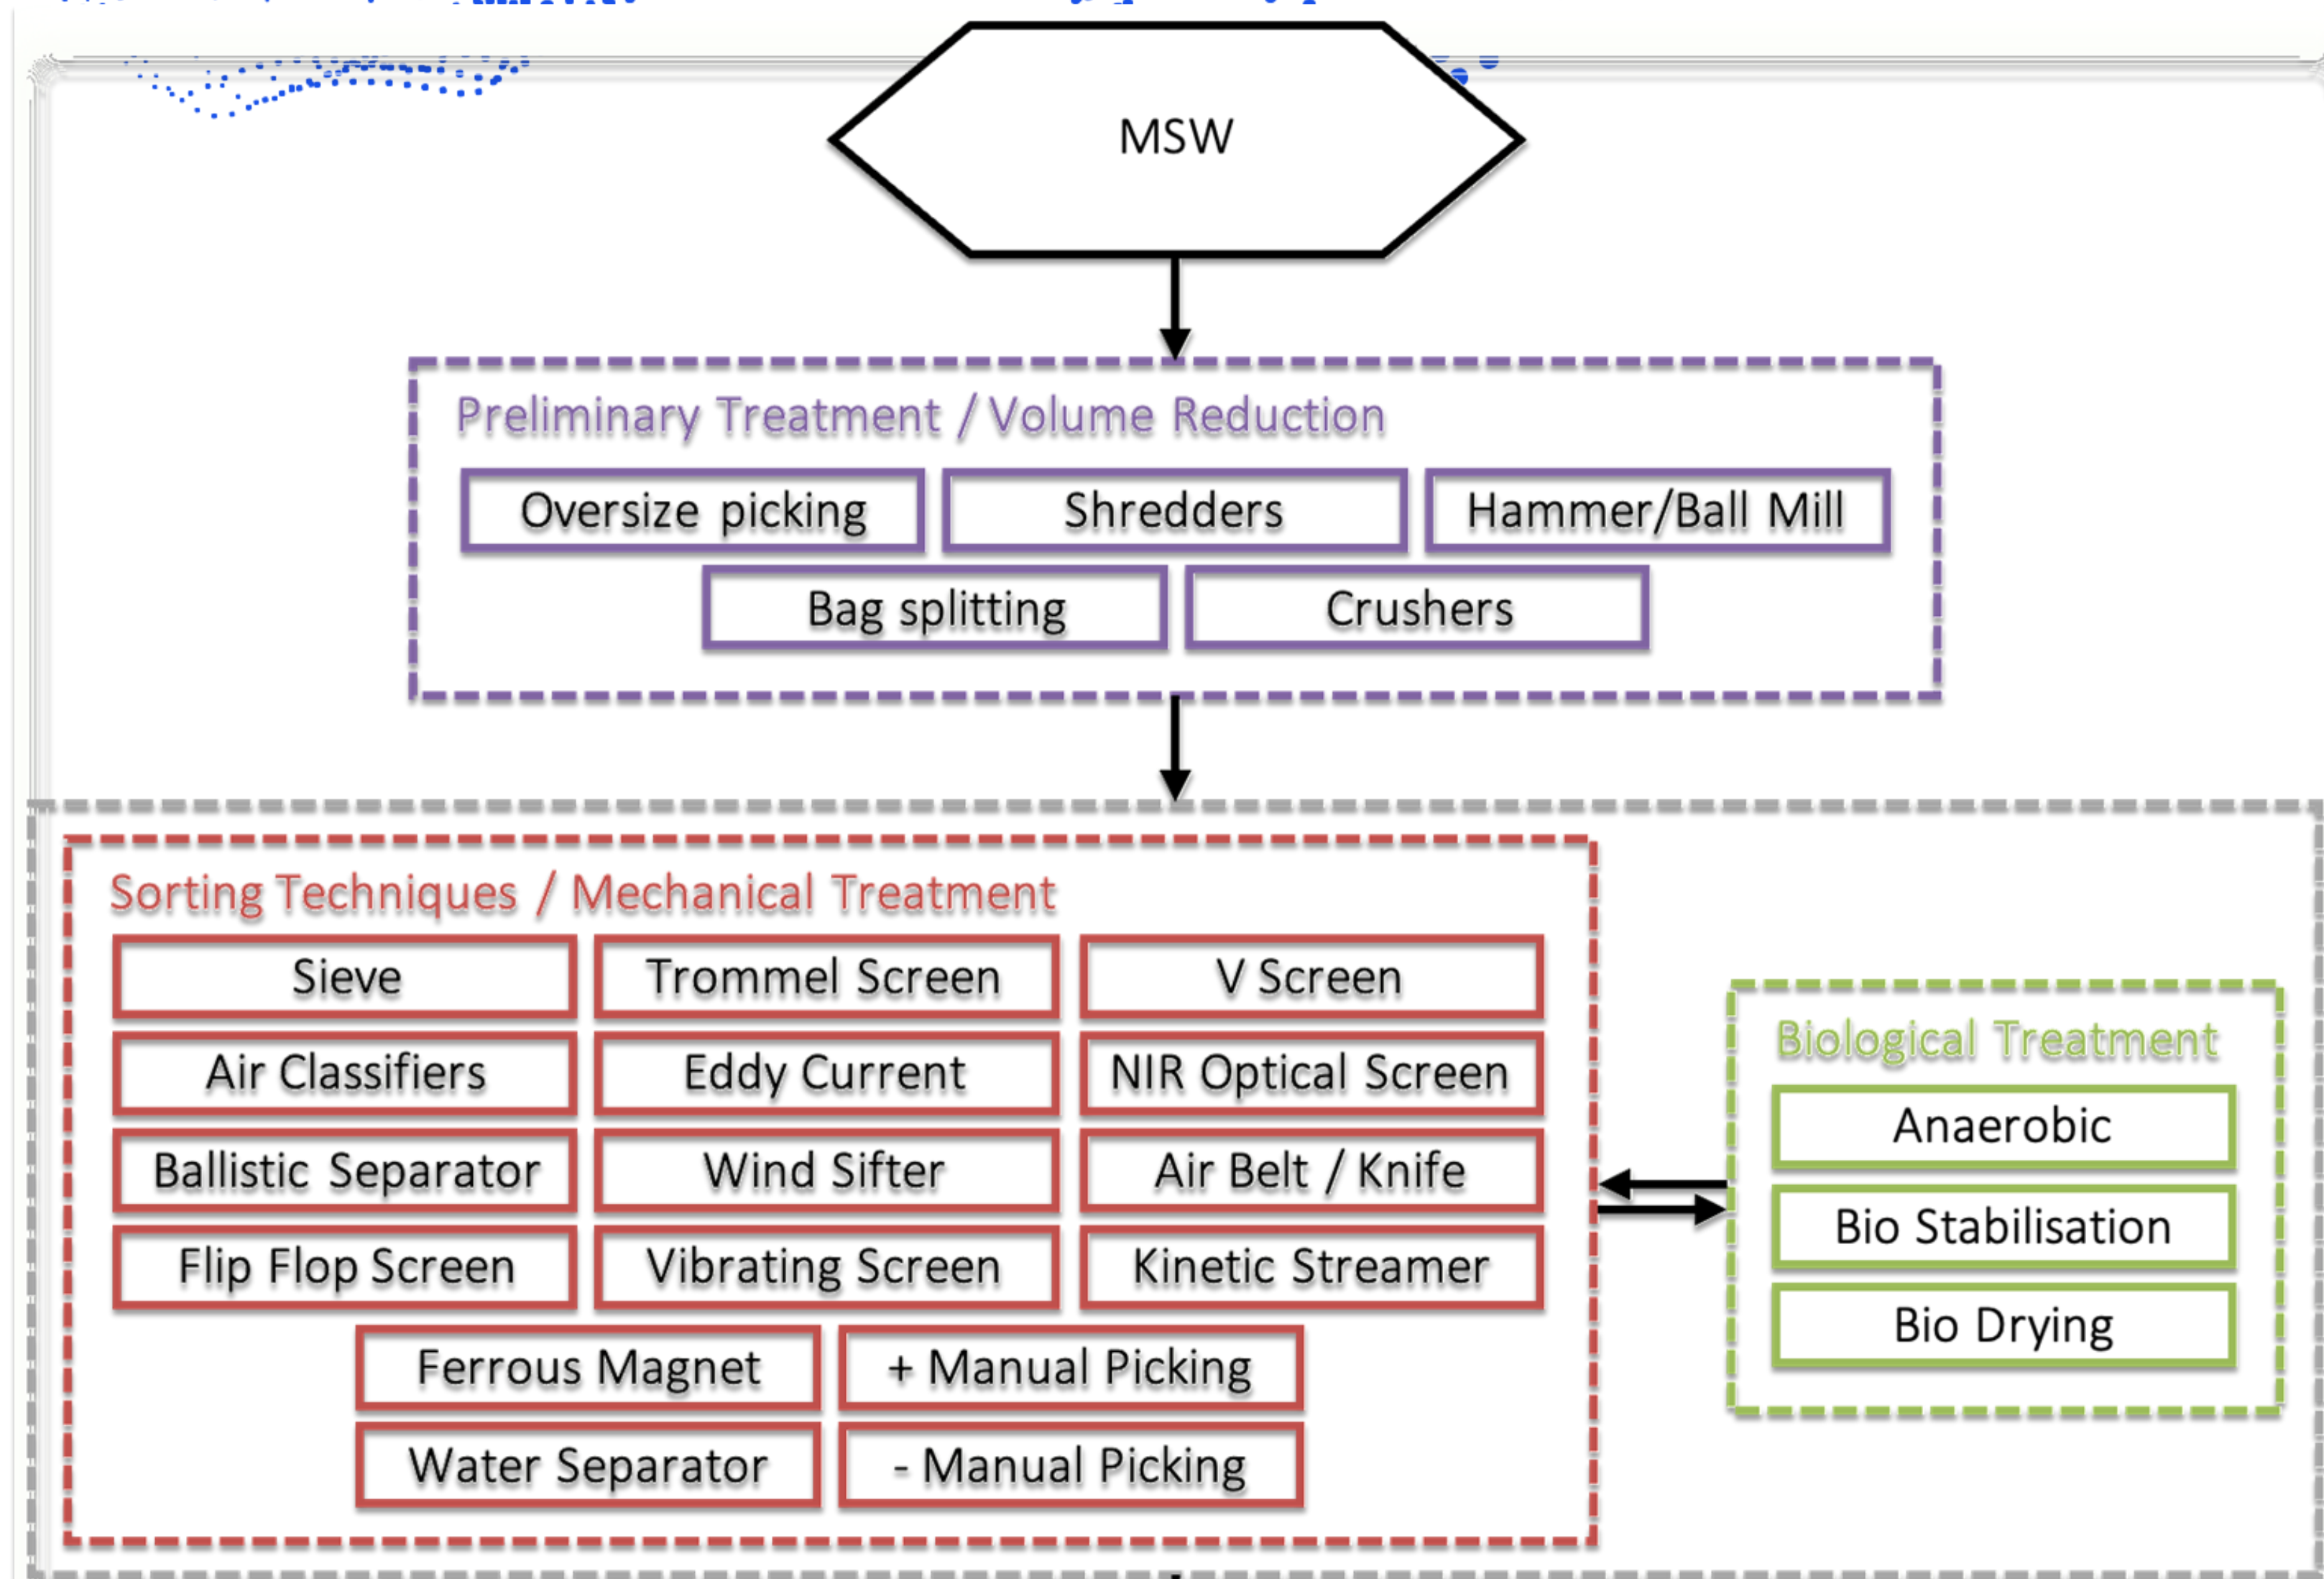 MSW
Preliminary Treatment / Volume Reduction
Oversize picking
Shredders
Hammer/Ball Mill
Bag splitting
Crushers
Sorting Techniques / Mechanical Treatment
Sieve
Trommel Screen
V Screen
Air Classifiers
Eddy Current
NIR Optical Screen
Ballistic Separator
Wind Sifter
Air Belt / Knife
Flip Flop Screen
Vibrating Screen
Kinetic Streamer
Ferrous Magnet
+ Manual Picking
Water Separator
- Manual Picking
Biological Treatment
Anaerobic
Bio Stabilisation
Bio Drying